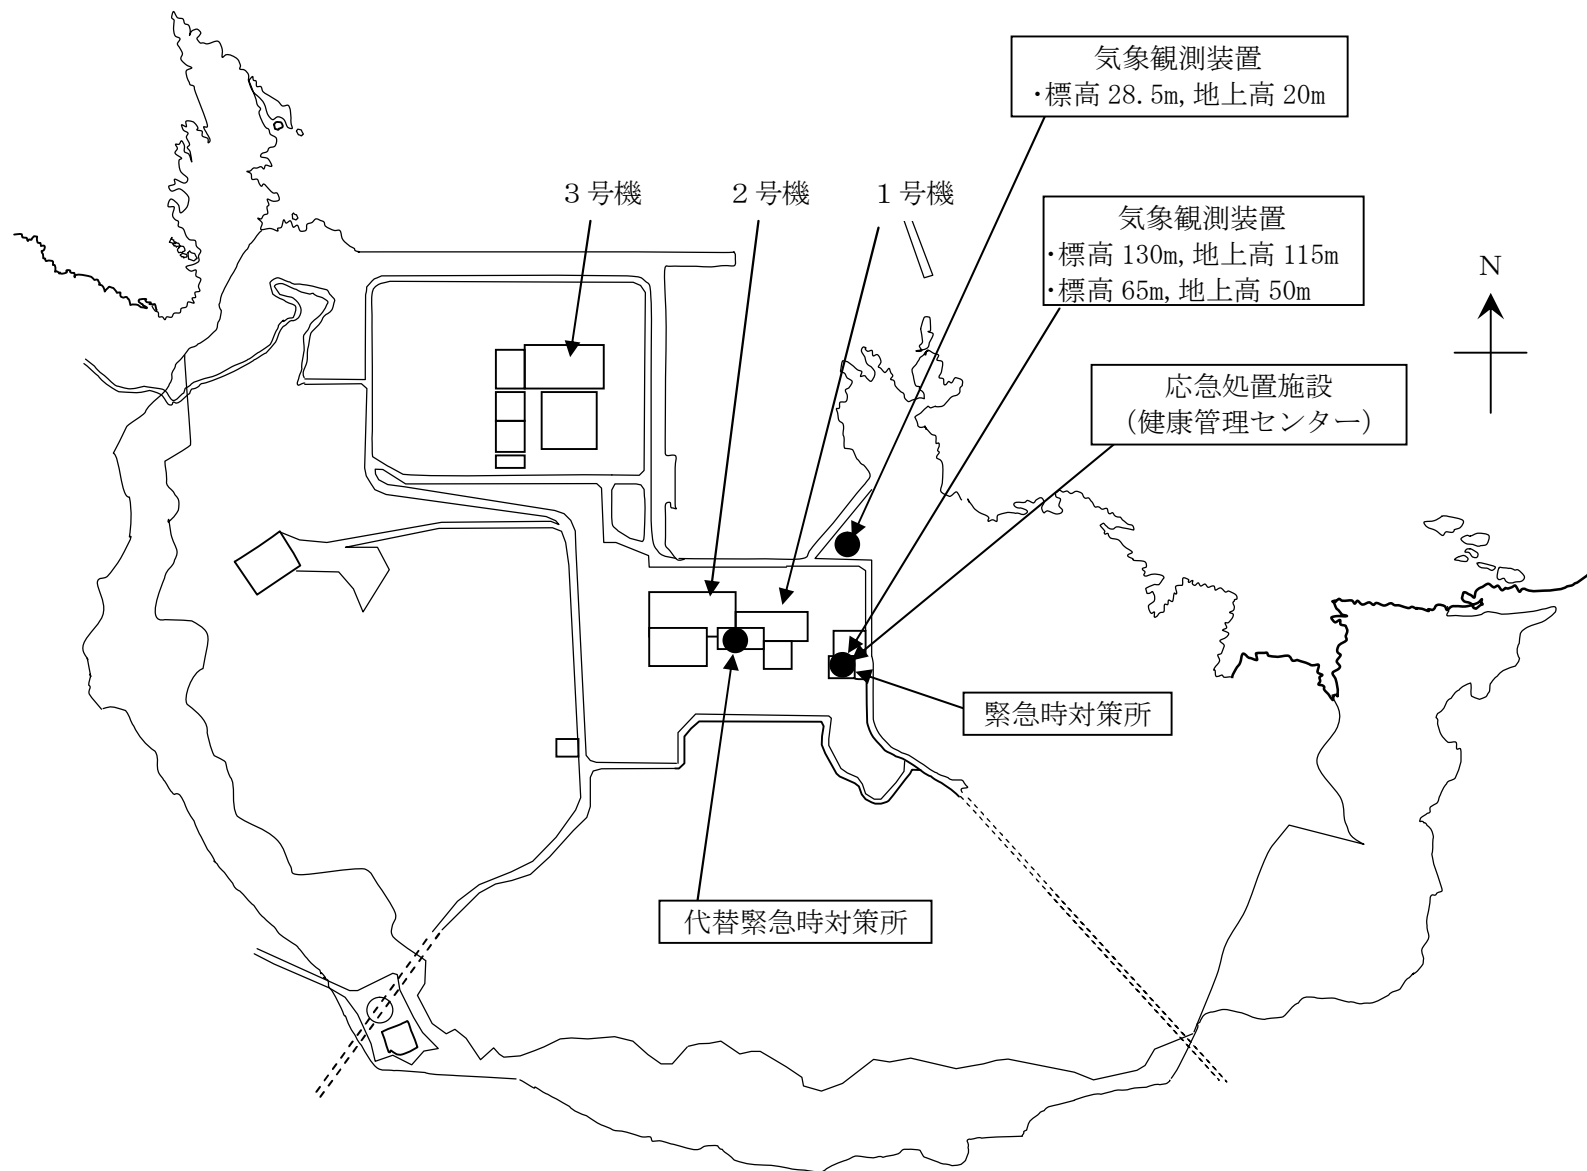 気象観測装置
・標高 28.5m, 地上高 20m
３号機
２号機
１号機
気象観測装置
・標高 130m, 地上高 115m
・標高 65m, 地上高 50m
N
応急処置施設
（健康管理センター）
緊急時対策所
代替緊急時対策所